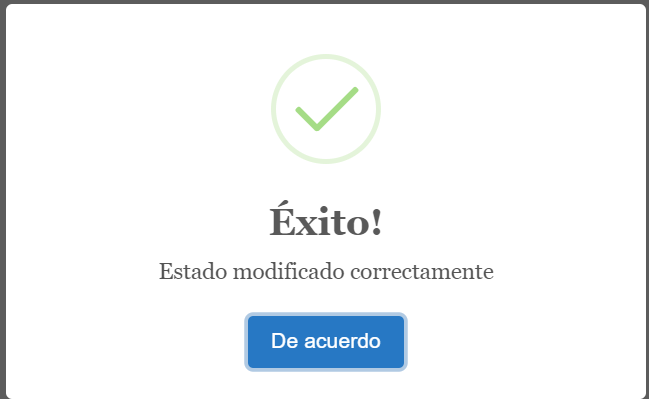 Éxito!
Estado modificado correctamente
De acuerdo